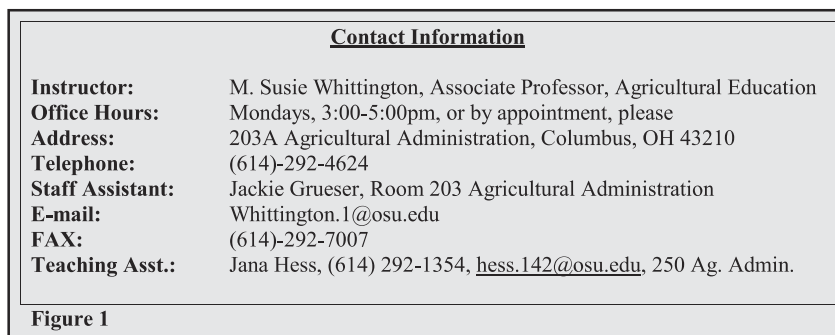 Contact Information
Instructor: M. Susie Whittington, Associate Professor, Agricultural Education
Office Hours: Mondays, 3:00-5:00pm, or by appointment, please
Address: 203A Agricultural Administration, Columbus, OH 43210
Telephone: (614)-292-4624
Staff Assistant: Jackie Grueser, Room 203 Agricultural Administration
E-mail: Whittington.1@osu.edu
FAX: (614)-292-7007
Teaching Asst.: Jana Hess, (614) 292-1354, hess.142@osu.edu, 250 Ag. Admin.
Figure 1